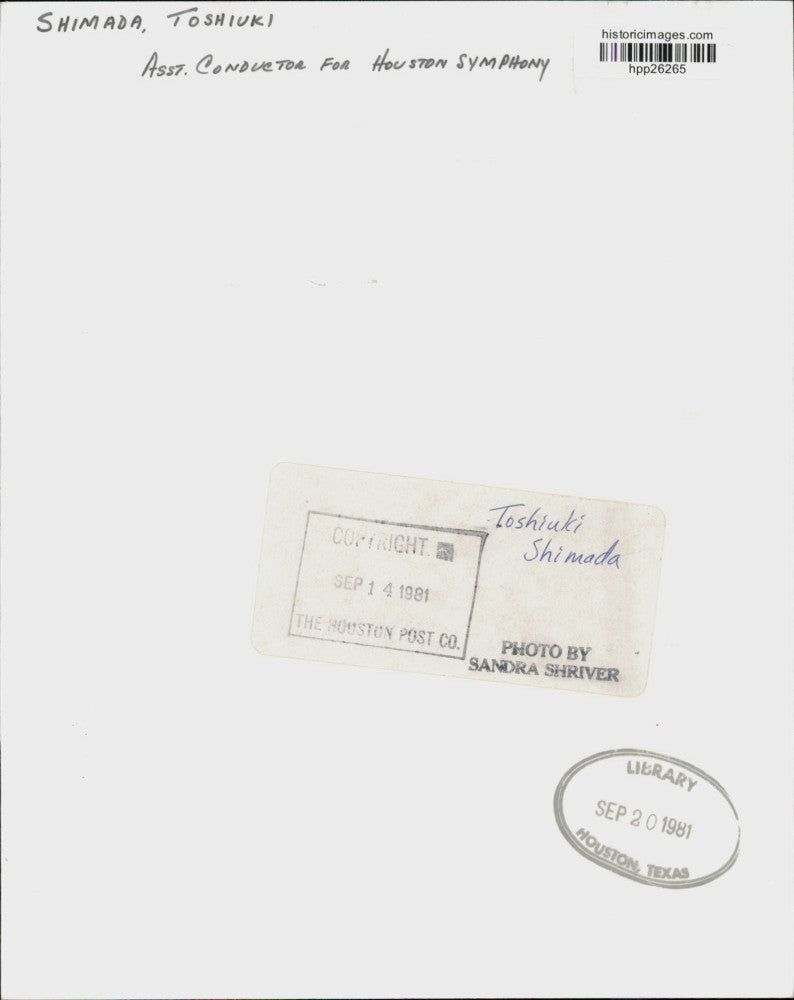 SHIMADA, TOSHIUKI
ASST. CONDUCTOR FOR HOUSTON SYMPHONY
historicimages.com
hpp26265
Toshiuki
Shimada
COPYRIGHT
SEP 14 1981
THE HOUSTON POST CO.
PHOTO BY
SANDRA SHRIVER
LIBRARY
SEP 20 1981
HOUSTON, TEXAS